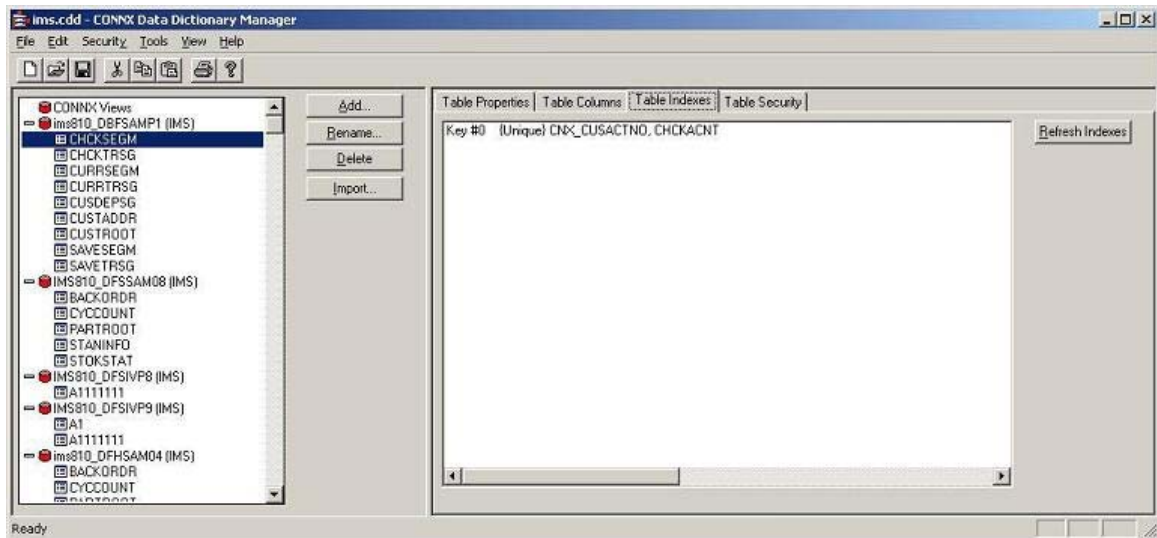 ims.cdd - CONNX Data Dictionary Manager
File Edit Security Tools View Help
CONNX Views
ims810_DBFSAMP1 (IMS)
CHCKSEGM
CHCKTRSG
CURRSEGM
CURRTRSG
CUSDEPSG
CUSTADDR
CUSTROOT
SAVESEGM
SAVETRSG
IMS810_DFSSAM08 (IMS)
BACKORDR
CYCCOUNT
PARTROOT
STANINFO
STOKSTAT
IMS810_DFSIVP8 (IMS)
A1111111
IMS810_DFSIVP9 (IMS)
A1
A1111111
ims810_DFHSAM04 (IMS)
BACKORDR
CYCCOUNT
PARTROOT
Add...
Rename...
Delete
Import...
Table Properties Table Columns Table Indexes Table Security
Key #0 {Unique} CNX_CUSACTNO, CHCKACNT
Refresh Indexes
Ready